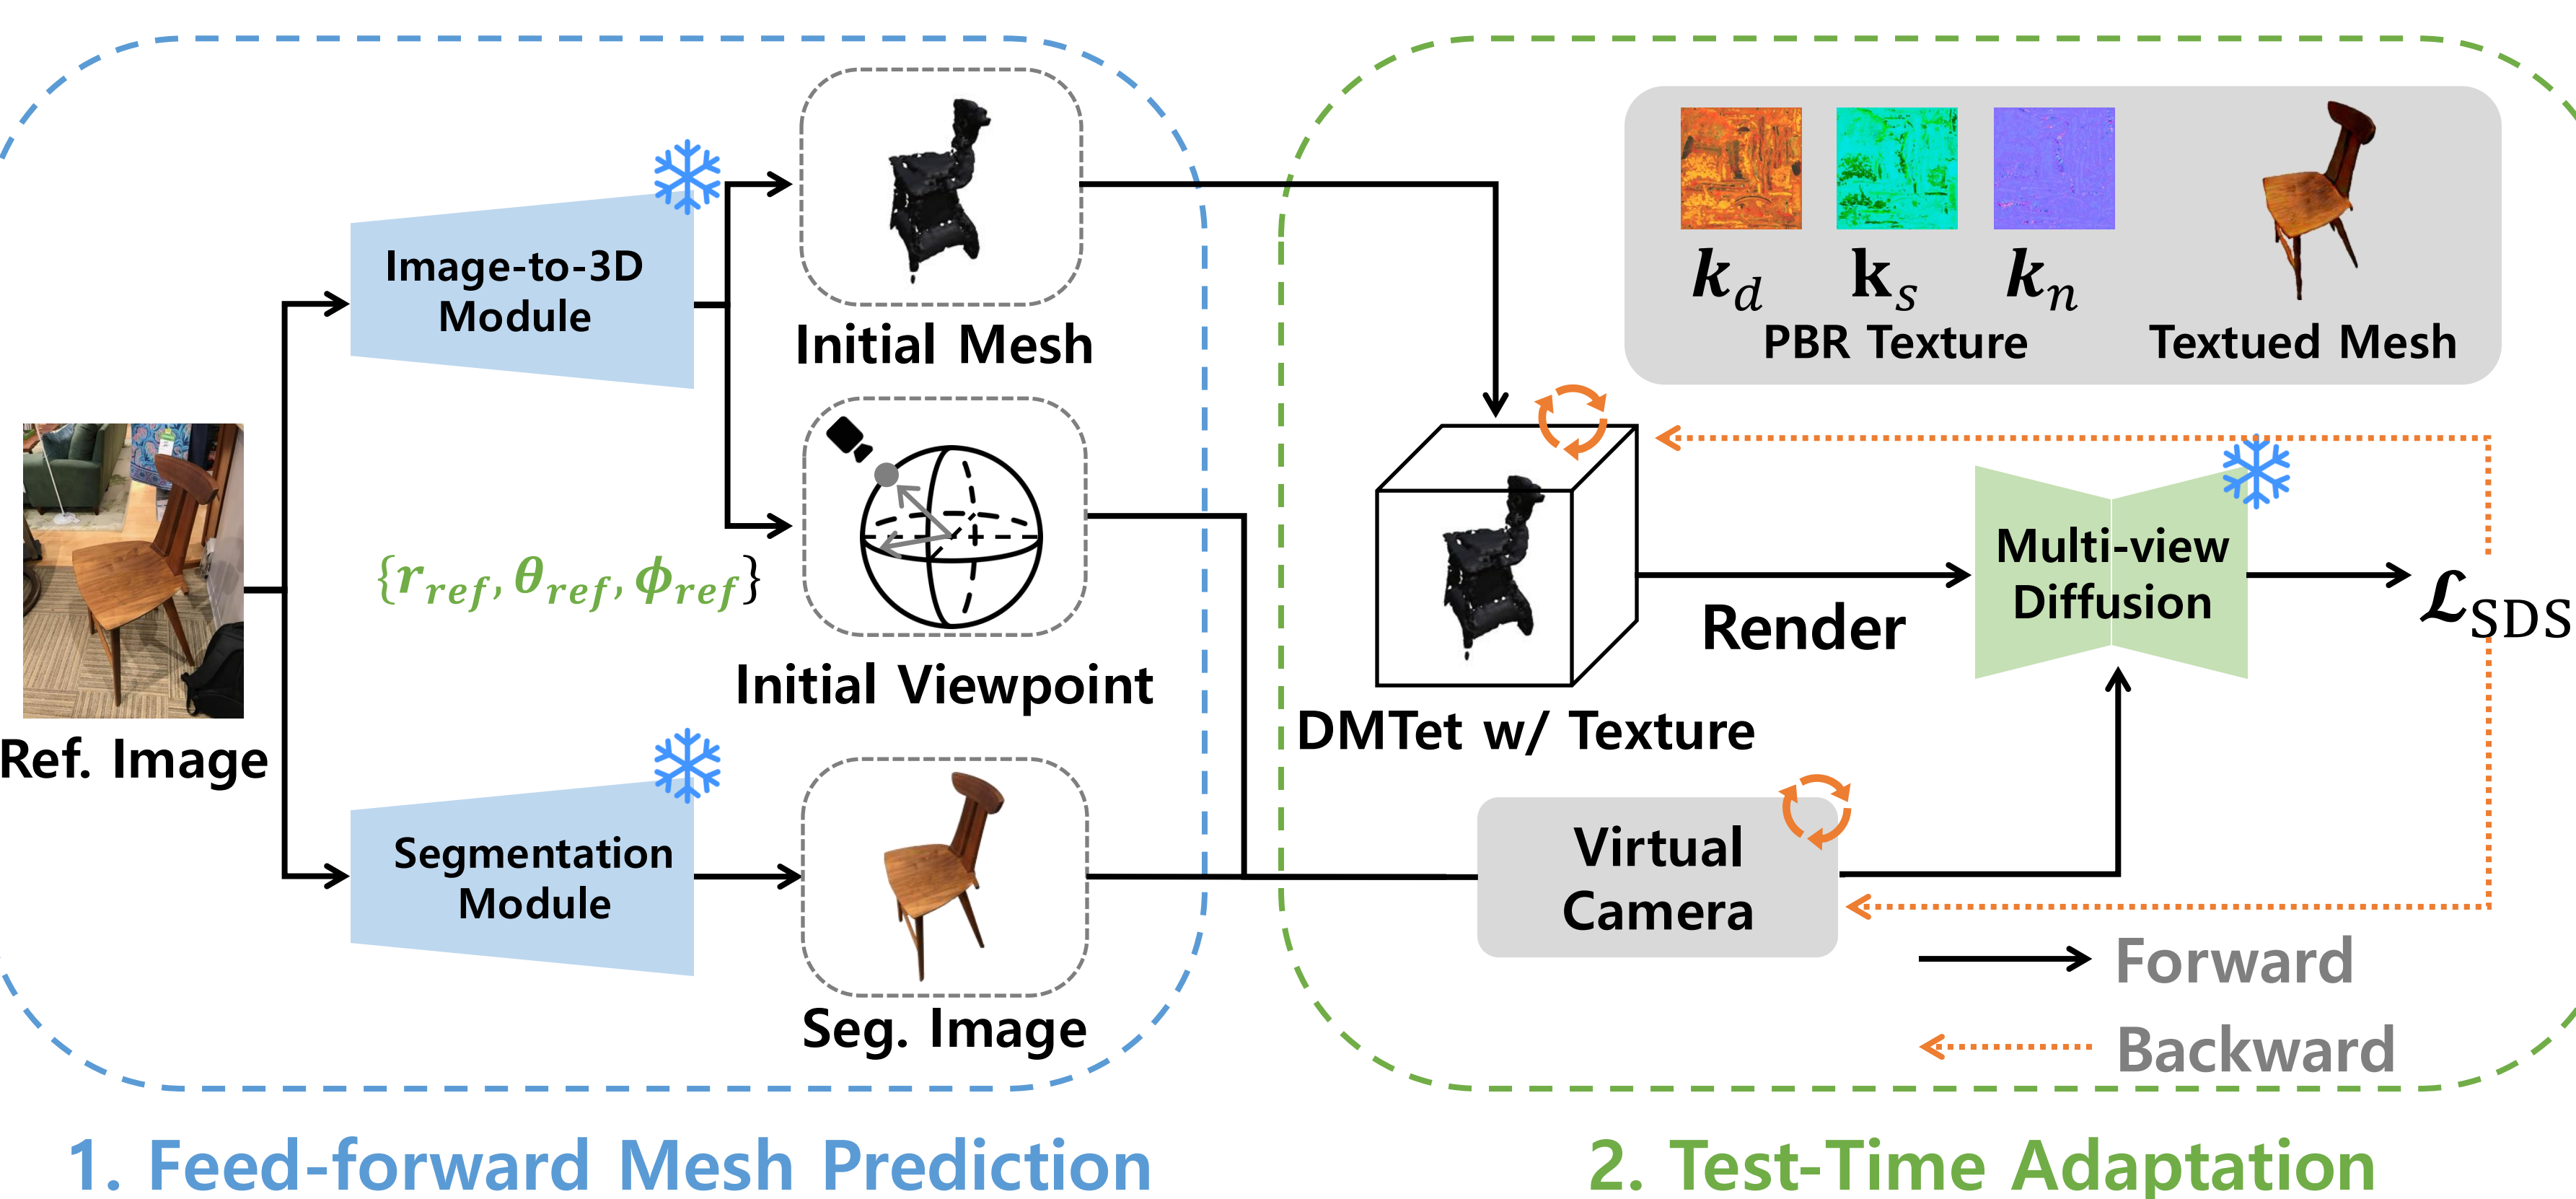 Image-to-3D
Module
Initial Mesh
{r_ref, θ_ref, ϕ_ref}
Initial Viewpoint
Ref. Image
Segmentation
Module
Seg. Image
1. Feed-forward Mesh Prediction
k_d k_s k_n
PBR Texture
Textued Mesh
DMTet w/ Texture
Render
Multi-view
Diffusion
ℒ_SDS
Virtual
Camera
Forward
Backward
2. Test-Time Adaptation